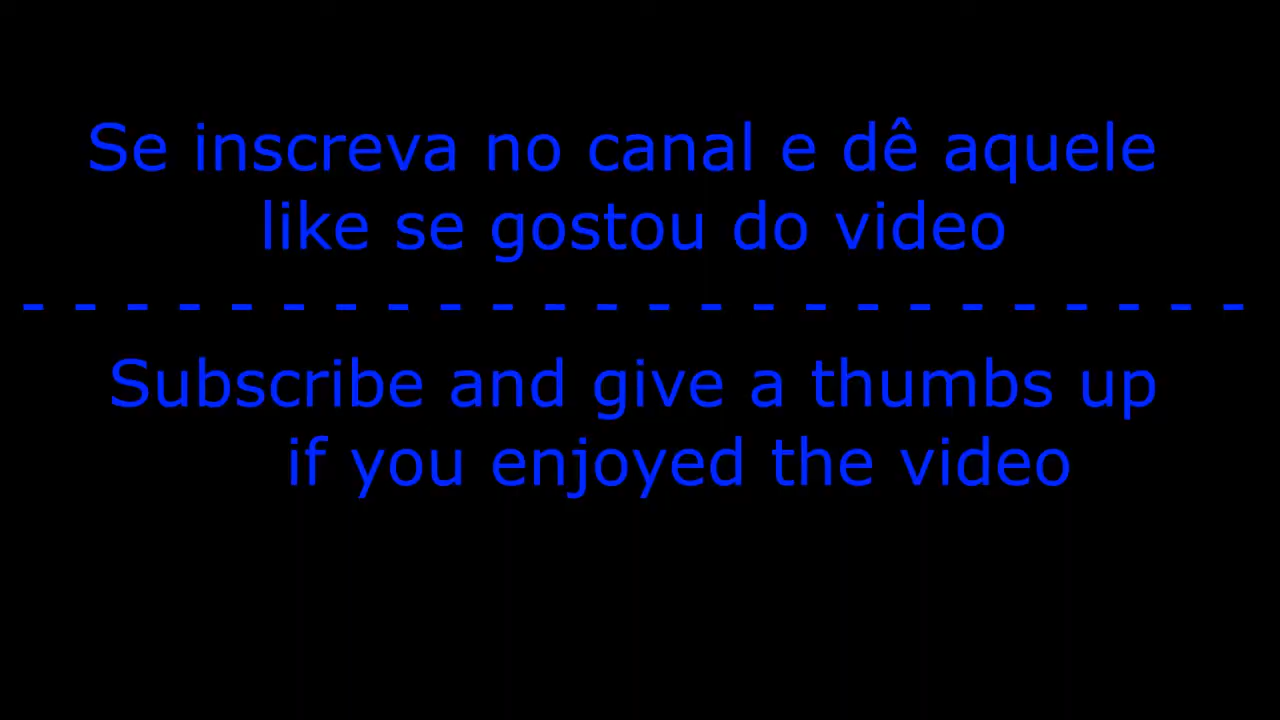 Se inscreva no canal e dê aquele
like se gostou do video
- - - - - - - - - - - - - - - - - - - - - - - -
Subscribe and give a thumbs up
if you enjoyed the video